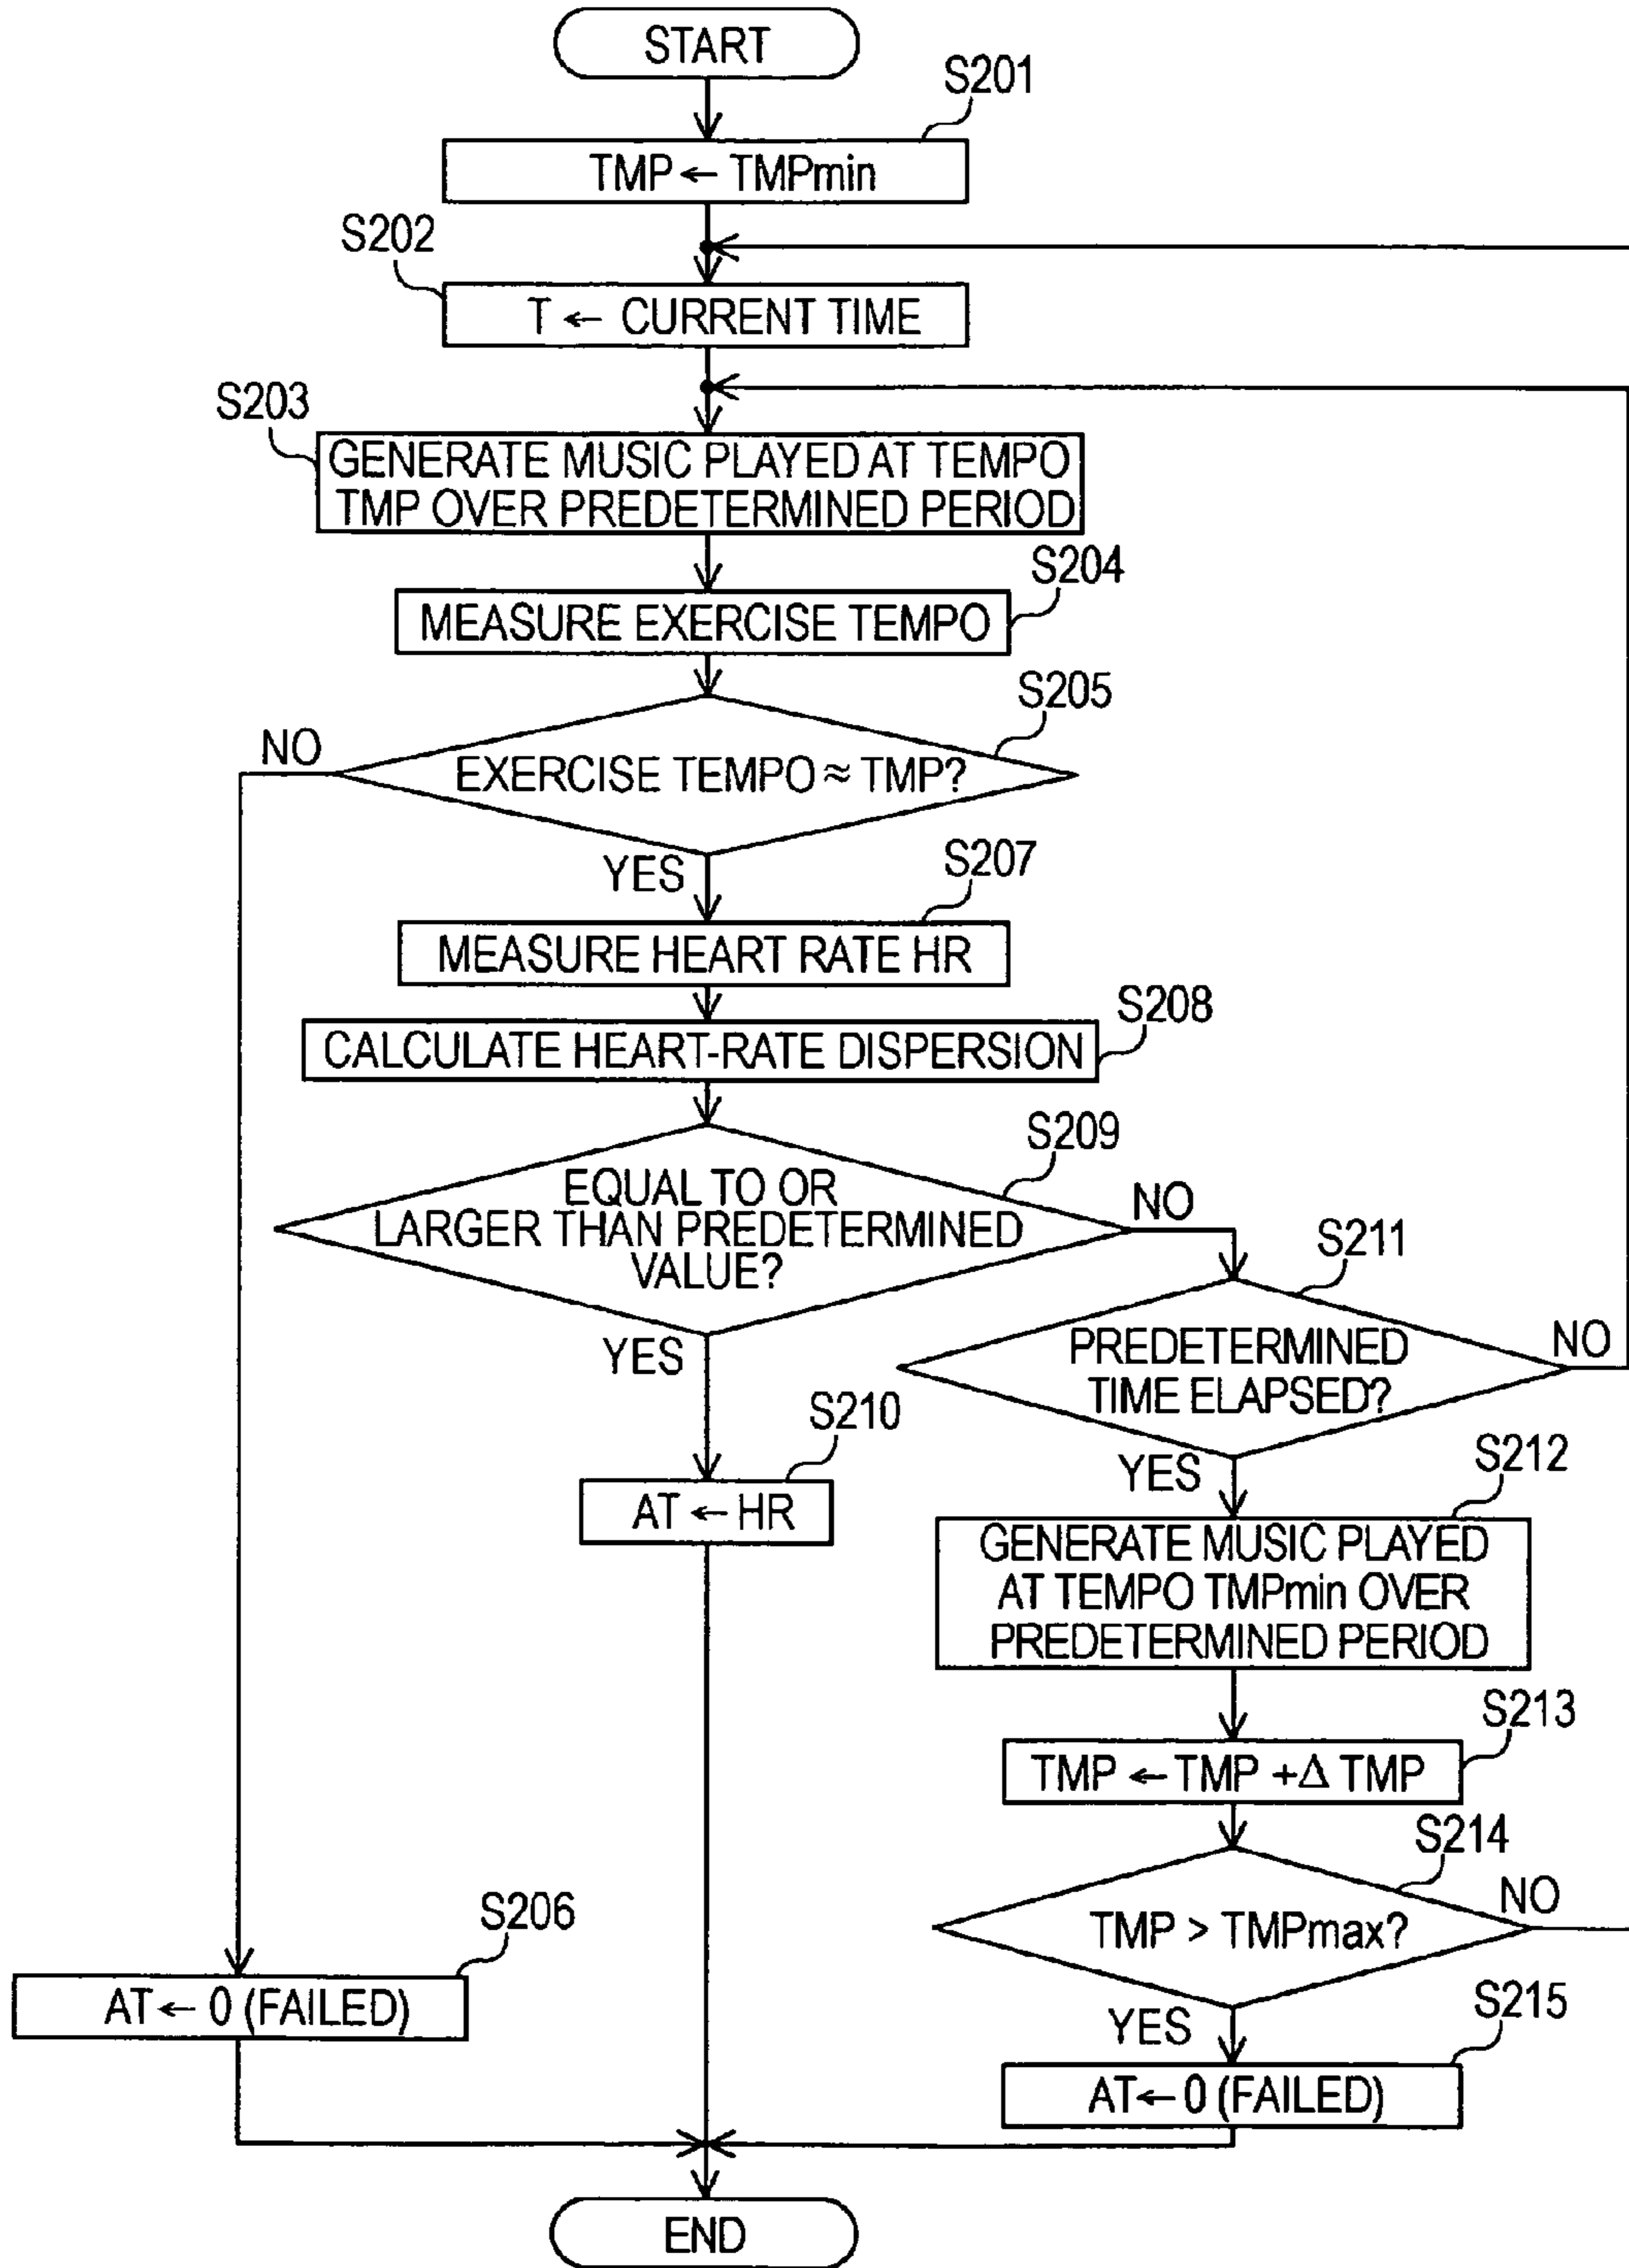 START
S201
TMP ← TMPmin
S202
T ← CURRENT TIME
S203
GENERATE MUSIC PLAYED AT TEMPO
TMP OVER PREDETERMINED PERIOD
S204
MEASURE EXERCISE TEMPO
S205
NO
EXERCISE TEMPO ≈ TMP?
YES
S207
MEASURE HEART RATE HR
S208
CALCULATE HEART-RATE DISPERSION
S209
EQUAL TO OR
LARGER THAN PREDETERMINED
VALUE?
NO
YES
S211
PREDETERMINED
TIME ELAPSED?
NO
YES
S210
AT ← HR
S212
GENERATE MUSIC PLAYED
AT TEMPO TMPmin OVER
PREDETERMINED PERIOD
S213
TMP ← TMP +Δ TMP
S214
TMP > TMPmax?
NO
YES
S206
AT ← 0 (FAILED)
S215
AT ← 0 (FAILED)
END